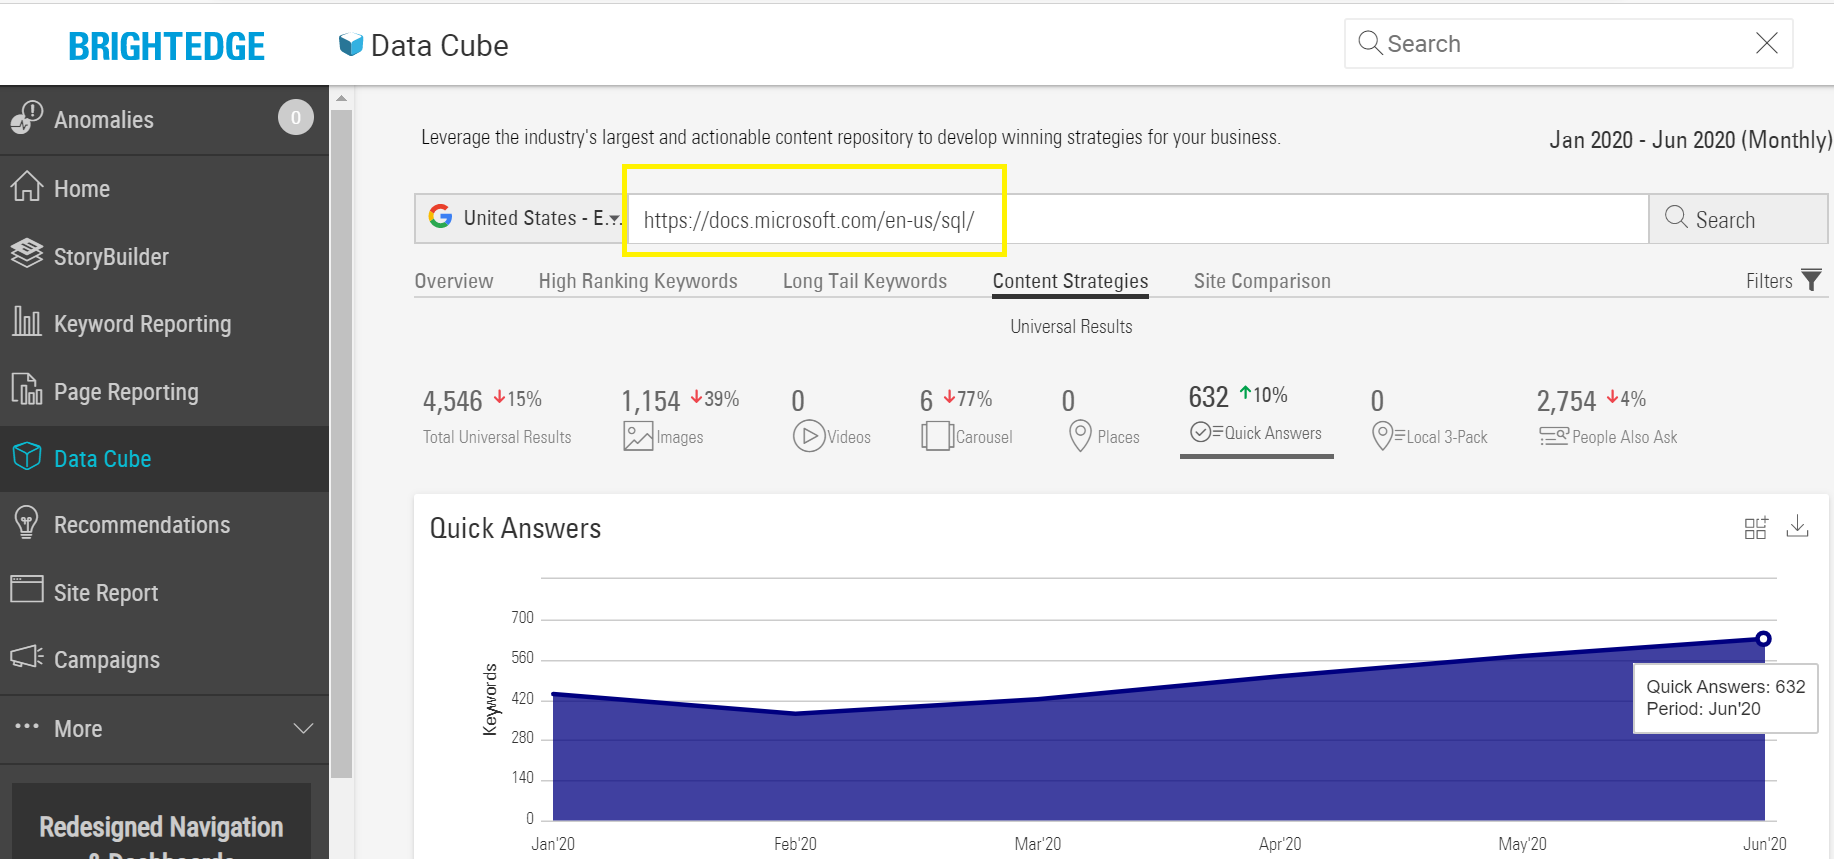 BRIGHTEDGE
Data Cube
Search
Anomalies 0
Home
StoryBuilder
Keyword Reporting
Page Reporting
Data Cube
Recommendations
Site Report
Campaigns
More
Redesigned Navigation
& Dashboards
Leverage the industry's largest and actionable content repository to develop winning strategies for your business.
Jan 2020 - Jun 2020 (Monthly)
United States - E...
https://docs.microsoft.com/en-us/sql/
Search
Overview High Ranking Keywords Long Tail Keywords Content Strategies Site Comparison Filters
Universal Results
4,546 15%
Total Universal Results
1,154 39%
Images
0
Videos
6 77%
Carousel
0
Places
632 10%
Quick Answers
0
Local 3-Pack
2,754 4%
People Also Ask
Quick Answers
Keywords
700
560
420
280
140
0
Jan'20 Feb'20 Mar'20 Apr'20 May'20 Jun'20
Quick Answers: 632
Period: Jun'20